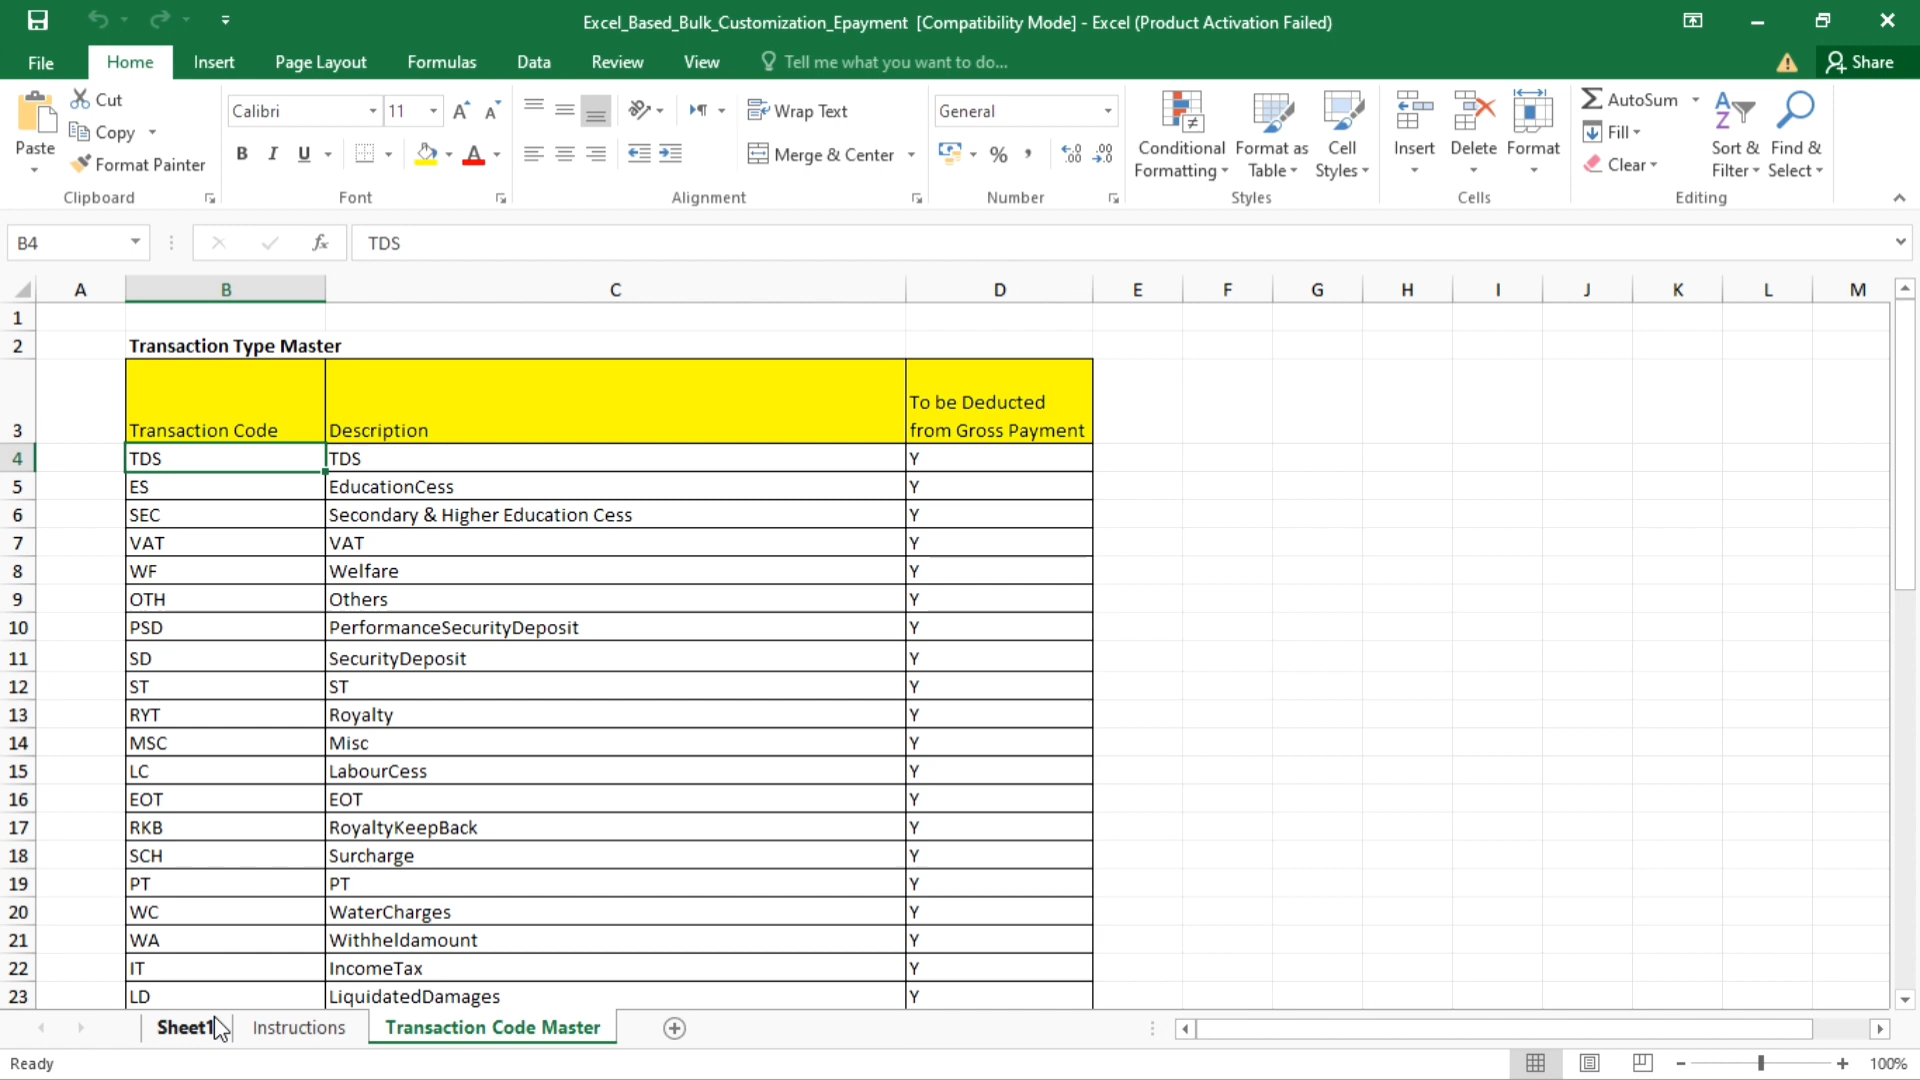 Excel_Based_Bulk_Customization_Epayment [Compatibility Mode] - Excel (Product Activation Failed)
File Home Insert Page Layout Formulas Data Review View Tell me what you want to do... Share
Paste Cut Copy Format Painter Clipboard
Calibri 11 B I U Font
Wrap Text Merge & Center Alignment
General % , Number
Conditional Formatting Format as Table Cell Styles Styles
Insert Delete Format Cells
AutoSum Fill Clear Sort & Filter Find & Select Editing
B4 fx TDS
A B C D E F G H I J K L M
1
2 Transaction Type Master
3 Transaction Code Description To be Deducted from Gross Payment
4 TDS TDS Y
5 ES EducationCess Y
6 SEC Secondary & Higher Education Cess Y
7 VAT VAT Y
8 WF Welfare Y
9 OTH Others Y
10 PSD PerformanceSecurityDeposit Y
11 SD SecurityDeposit Y
12 ST ST Y
13 RYT Royalty Y
14 MSC Misc Y
15 LC LabourCess Y
16 EOT EOT Y
17 RKB RoyaltyKeepBack Y
18 SCH Surcharge Y
19 PT PT Y
20 WC WaterCharges Y
21 WA Withheldamount Y
22 IT IncomeTax Y
23 LD LiquidatedDamages Y
Sheet1 Instructions Transaction Code Master
Ready 100%